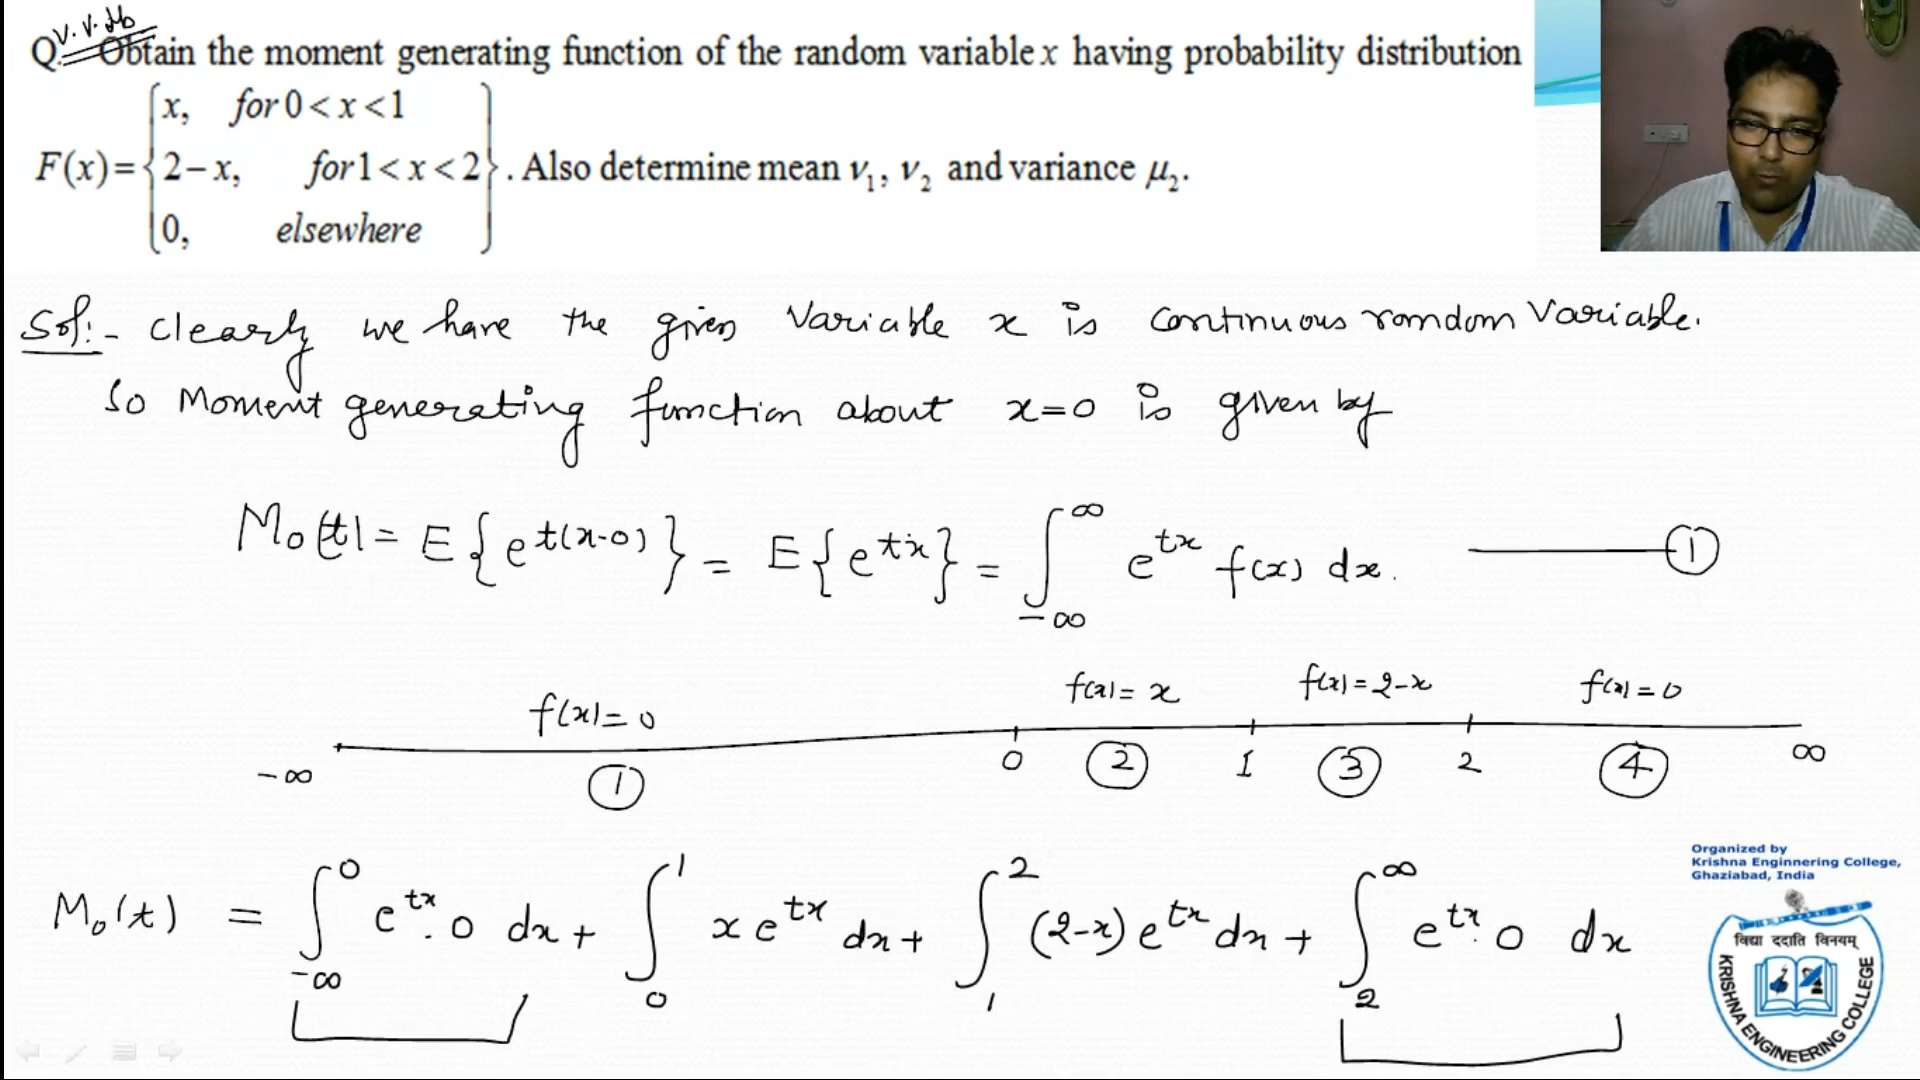 V. V. Ib
Q. Obtain the moment generating function of the random variable x having probability distribution
F(x) = { x, for 0 < x < 1
2 − x, for 1 < x < 2
0, elsewhere } . Also determine mean ν₁, ν₂ and variance μ₂.
Sol:- Clearly we have the given variable x is continuous random variable.
So Moment generating function about x=0 is given by
M₀(t) = E{e^{t(x-0)}} = E{e^{tx}} = ∫_{-∞}^{∞} e^{tx} f(x) dx. ——— ①
f(x)=0 f(x)=x f(x)=2-x f(x)=0
-∞ 0 1 2 ∞
① ② ③ ④
M₀(t) = ∫_{-∞}^{0} e^{tx}.0 dx + ∫_{0}^{1} x e^{tx} dx + ∫_{1}^{2} (2-x) e^{tx} dx + ∫_{2}^{∞} e^{tx}.0 dx
Organized by
Krishna Enginnering College,
Ghaziabad, India
विद्या ददाति विनयम्
KRISHNA ENGINEERING COLLEGE